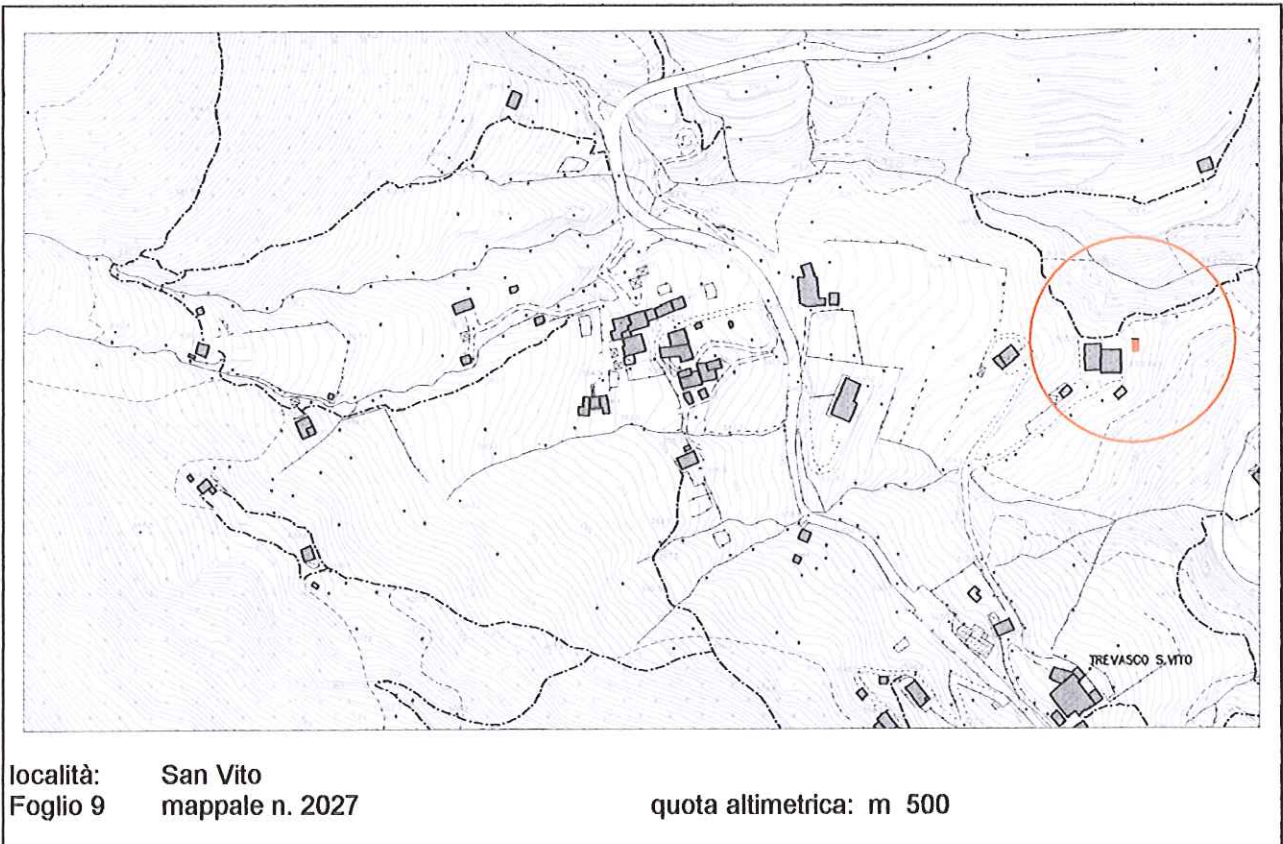 TREVASCO S.VITO
località: San Vito
Foglio 9 mappale n. 2027 quota altimetrica: m 500